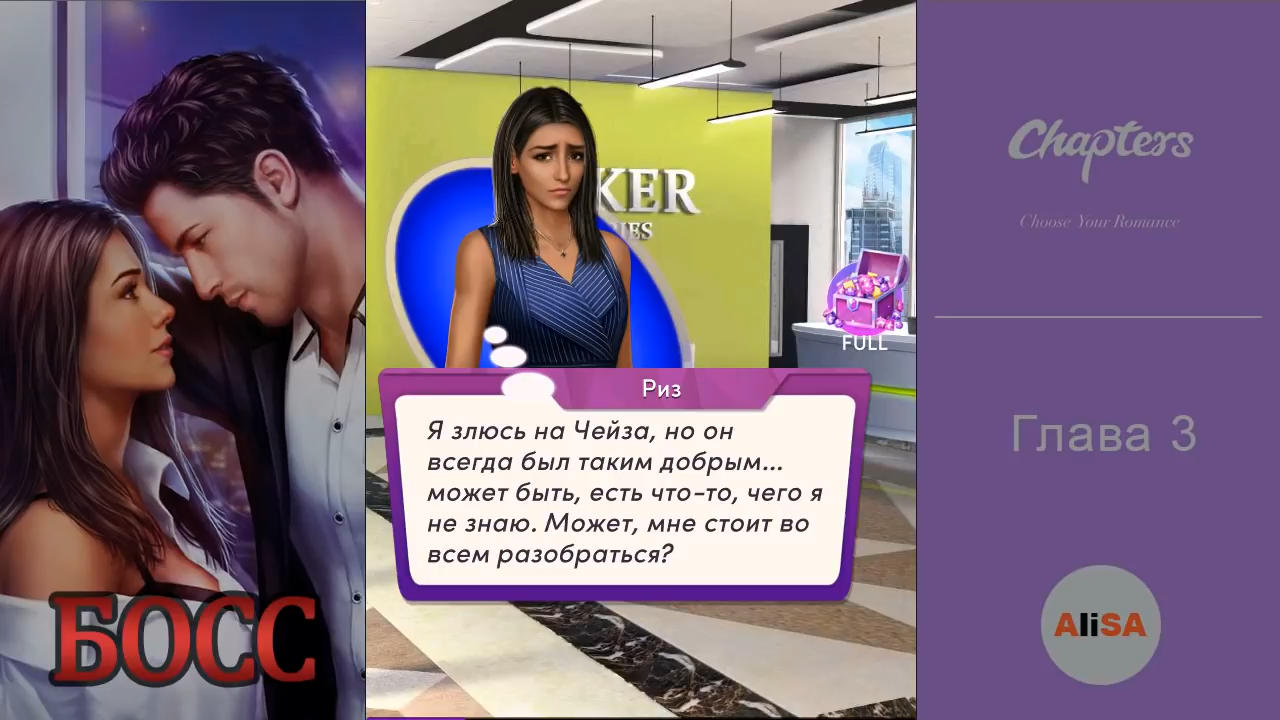 БОСС
KER
IES
FULL
Риз
Я злюсь на Чейза, но он
всегда был таким добрым...
может быть, есть что-то, чего я
не знаю. Может, мне стоит во
всем разобраться?
Chapters
Choose Your Romance
Глава 3
AliSA